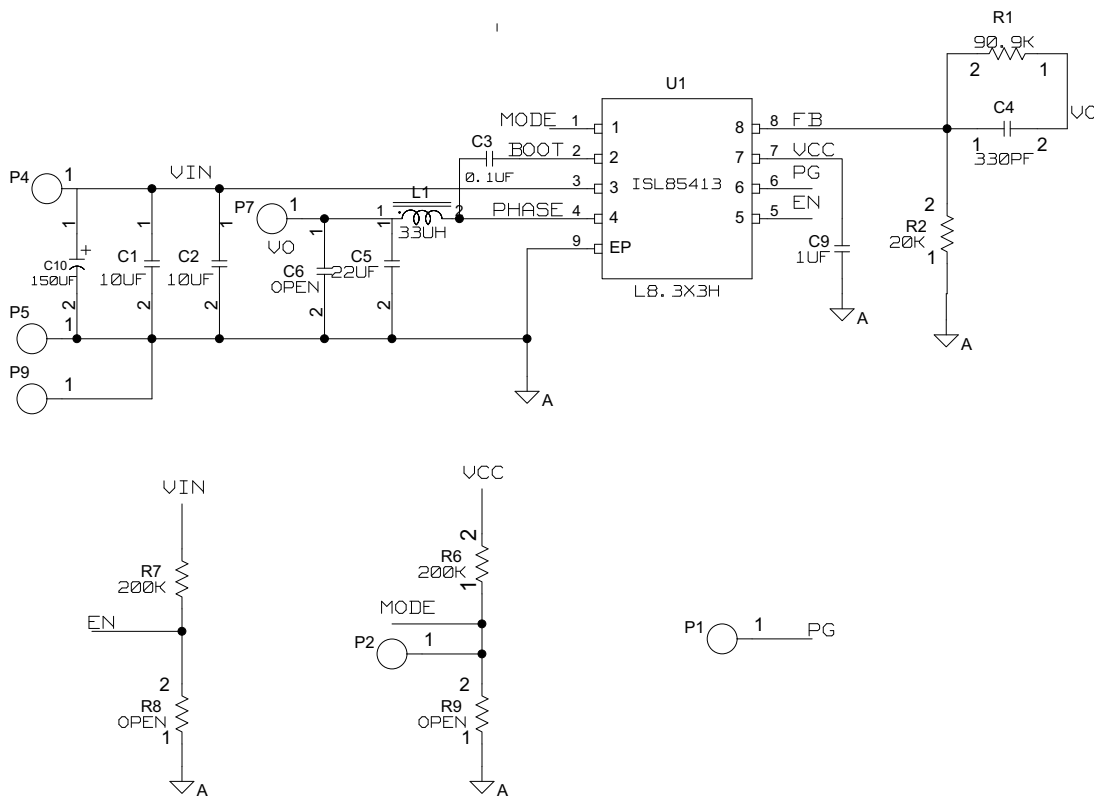 R1
90.9K
2 1
U1
C4
VO
MODE 1 1 8 8 FB
1 2
330PF
C3 BOOT 2 2 7 7 VCC
0.1UF
P4 1 VIN 3 3 ISL85413 6 6 PG
P7 1 1 L1 2 PHASE 4 4 5 5 EN
33UH
VO
9 EP
2
R2
20K
1
1 1 1 1 1
+
C10
150UF
C1
10UF
C2
10UF
C6
OPEN
C5
22UF
C9
1UF
L8.3X3H
2 2 2 2 2
A
A
P5 1
P9 1
A
VIN
R7
200K
EN
2
R8
OPEN
1
A
VCC
2
R6
200K
1
MODE
P2 1
2
R9
OPEN
1
A
P1 1 PG